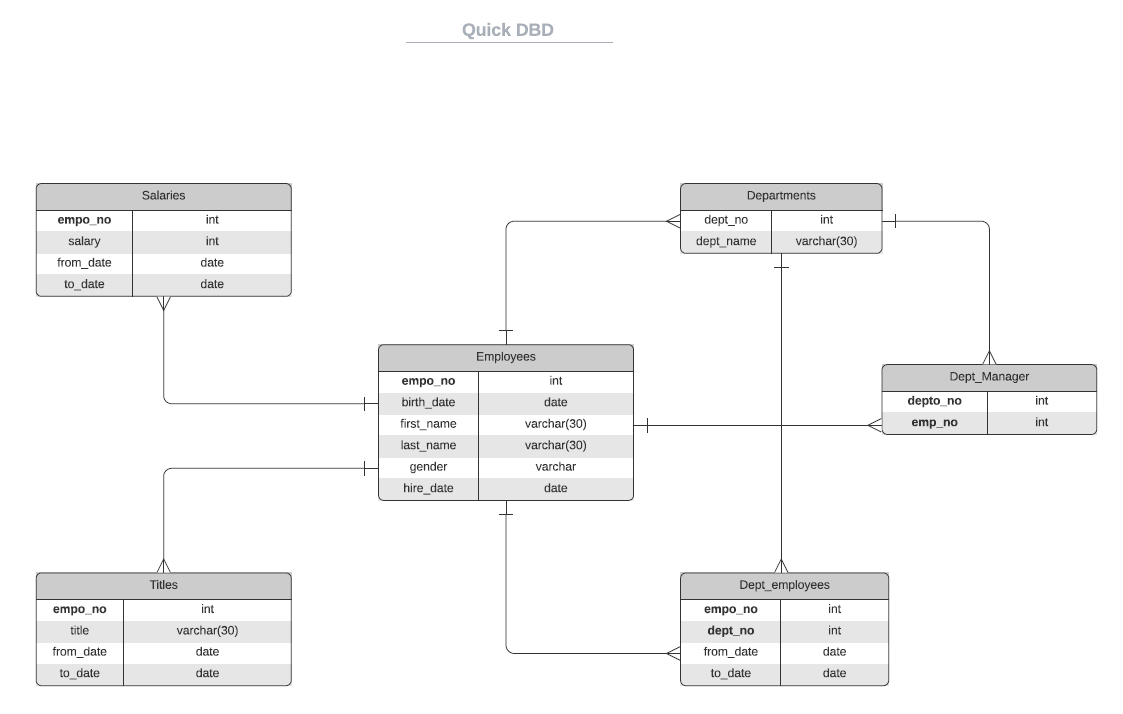 Quick DBD
Salaries
empo_no int
salary int
from_date date
to_date date
Departments
dept_no int
dept_name varchar(30)
Employees
empo_no int
birth_date date
first_name varchar(30)
last_name varchar(30)
gender varchar
hire_date date
Dept_Manager
depto_no int
emp_no int
Titles
empo_no int
title varchar(30)
from_date date
to_date date
Dept_employees
empo_no int
dept_no int
from_date date
to_date date